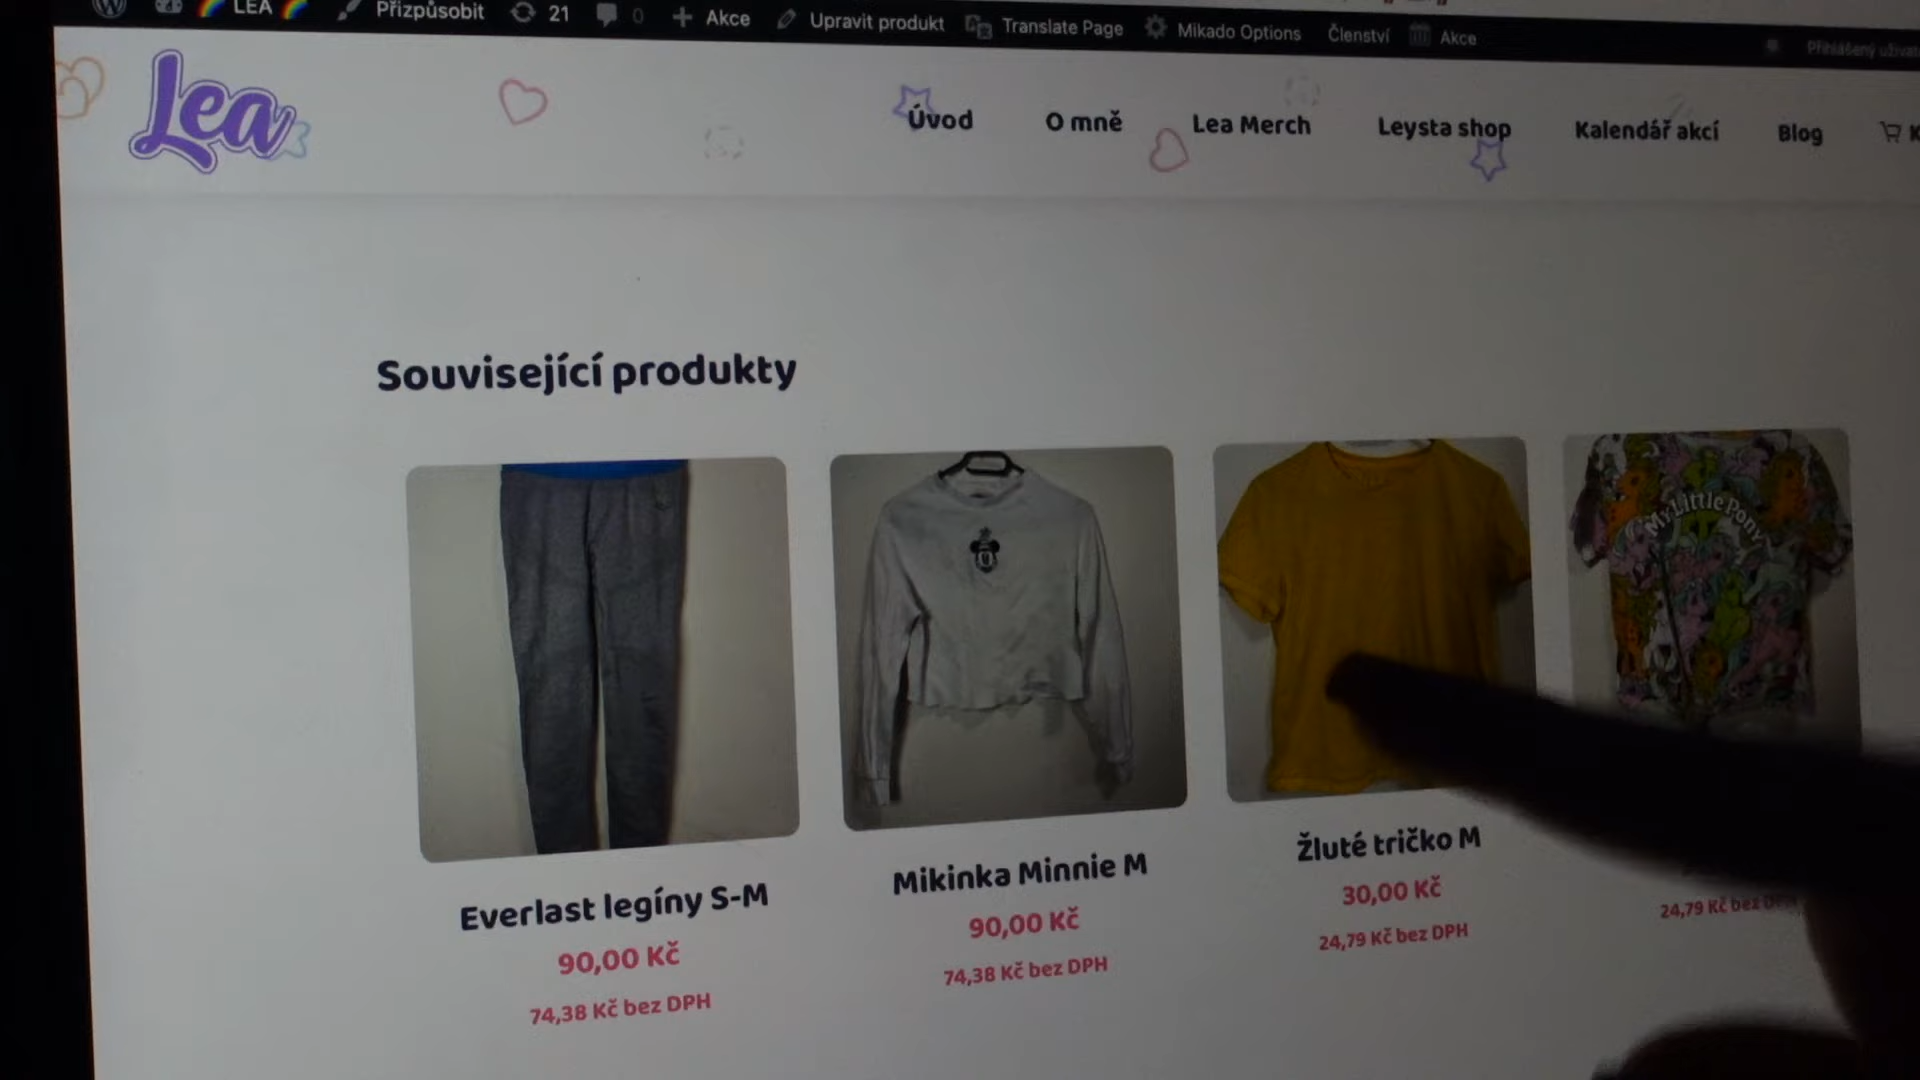 LEA Přizpůsobit 21 0 Akce Upravit produkt Translate Page Mikado Options Členství Akce Přihlášený
Lea Úvod O mně Lea Merch Leysta shop Kalendář akcí Blog
Související produkty
My Little Pony
Everlast legíny S-M
90,00 Kč
74,38 Kč bez DPH
Mikinka Minnie M
90,00 Kč
74,38 Kč bez DPH
Žluté tričko M
30,00 Kč
24,79 Kč bez DPH
24,79 Kč bez DPH